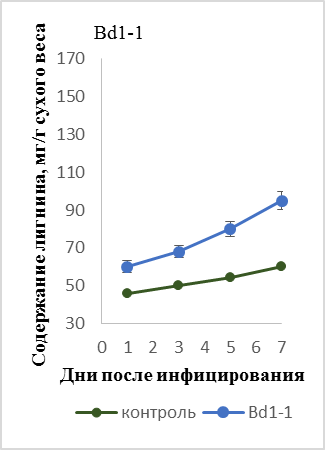 Bd1-1
Содержание лигнина, мг/г сухого веса
170
150
130
110
90
70
50
30
0 1 2 3 4 5 6 7
Дни после инфицирования
контроль Bd1-1